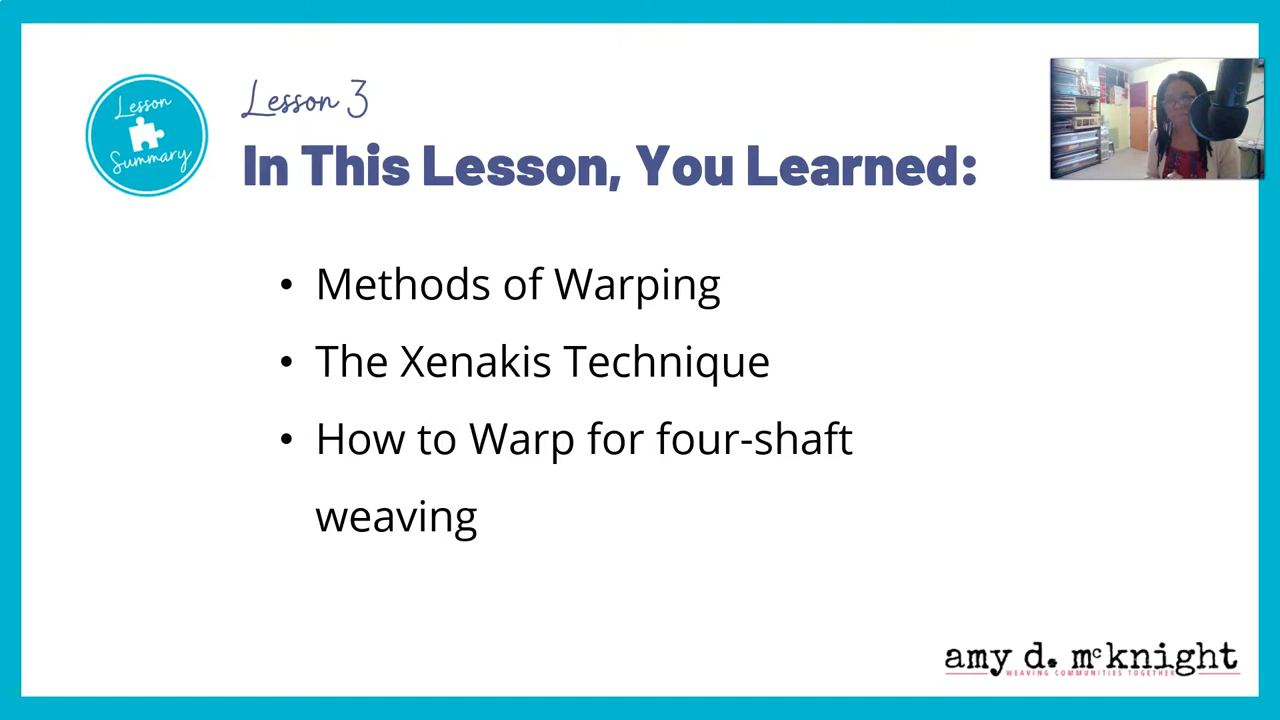 Lesson
Summary
Lesson 3
In This Lesson, You Learned:
• Methods of Warping
• The Xenakis Technique
• How to Warp for four-shaft
weaving
amy d. mcknight
WEAVING COMMUNITIES TOGETHER